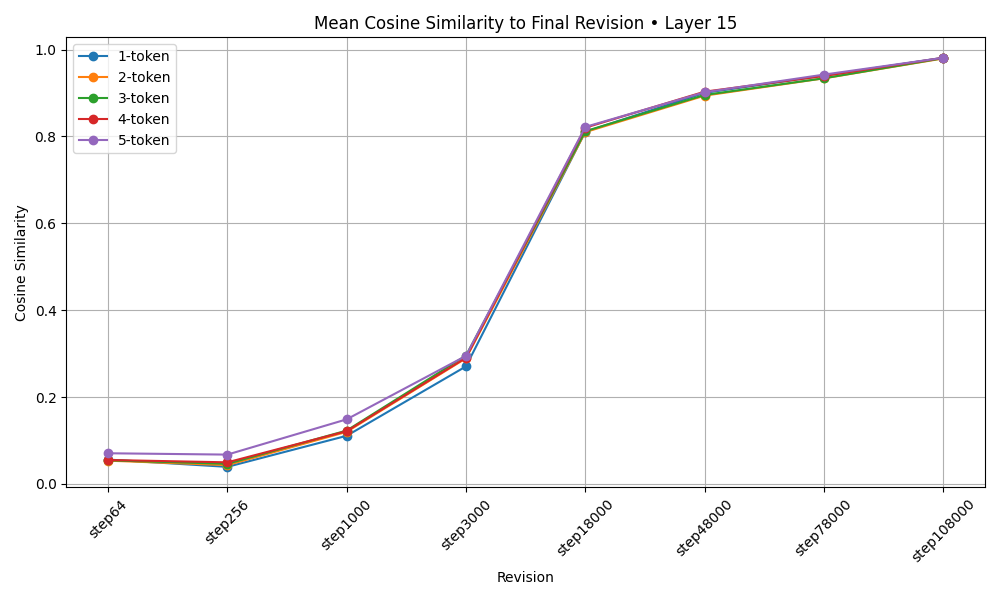 Mean Cosine Similarity to Final Revision • Layer 15
1-token
2-token
3-token
4-token
5-token
Cosine Similarity
1.0
0.8
0.6
0.4
0.2
0.0
step64
step256
step1000
step3000
step18000
step48000
step78000
step108000
Revision